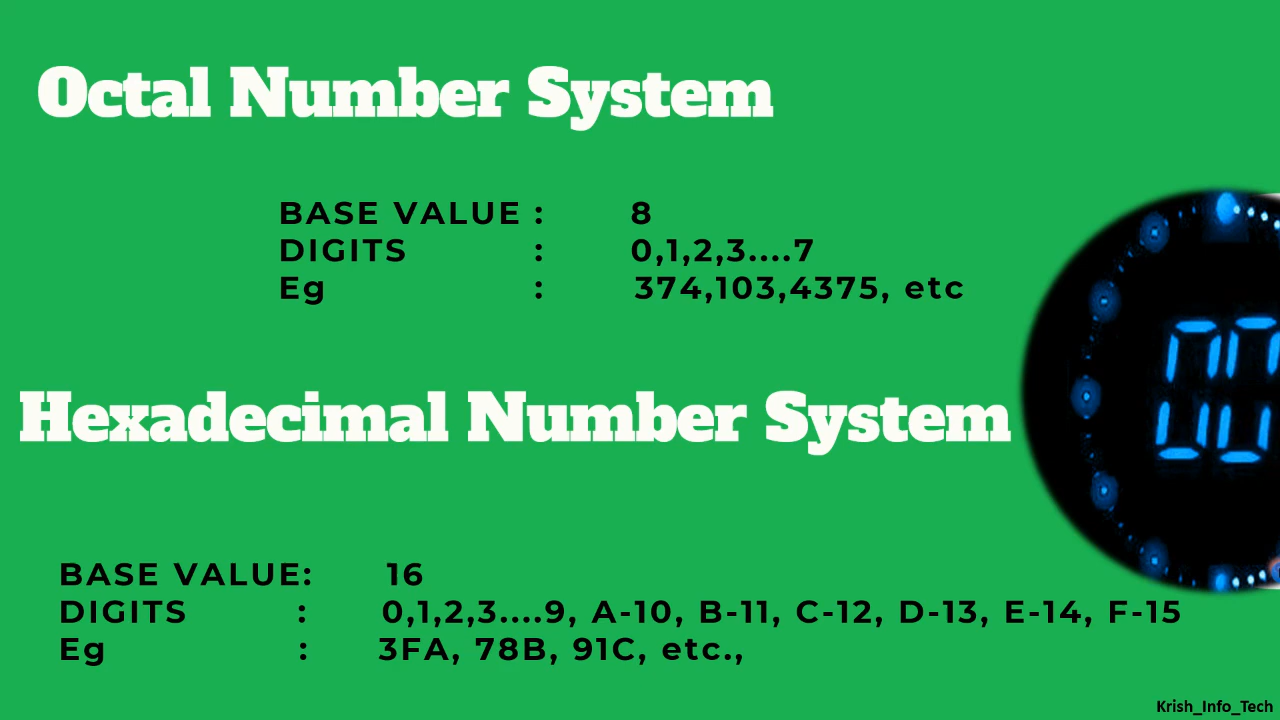 Octal Number System
BASE VALUE : 8
DIGITS : 0,1,2,3....7
Eg : 374,103,4375, etc
Hexadecimal Number System
BASE VALUE: 16
DIGITS : 0,1,2,3....9, A-10, B-11, C-12, D-13, E-14, F-15
Eg : 3FA, 78B, 91C, etc.,
Krish_Info_Tech